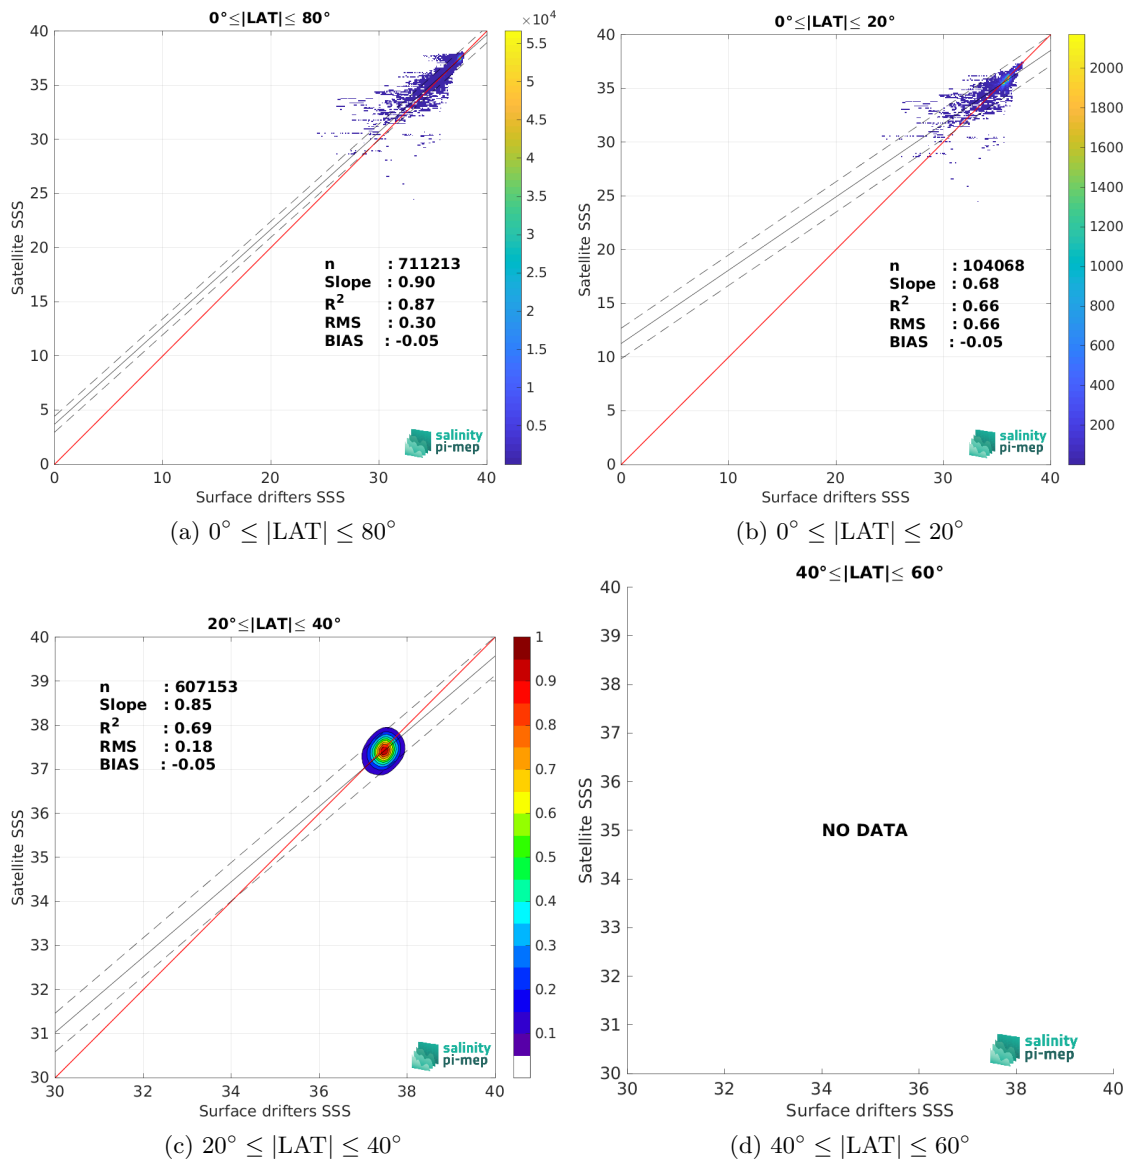 0°≤|LAT|≤ 80°
×10⁴
40
35
30
25
20
15
10
5
0
Satellite SSS
n : 711213
Slope : 0.90
R² : 0.87
RMS : 0.30
BIAS : -0.05
salinity
pi-mep
0 10 20 30 40
Surface drifters SSS
5.5
5
4.5
4
3.5
3
2.5
2
1.5
1
0.5
(a) 0° ≤ |LAT| ≤ 80°
0°≤|LAT|≤ 20°
40
35
30
25
20
15
10
5
0
Satellite SSS
n : 104068
Slope : 0.68
R² : 0.66
RMS : 0.66
BIAS : -0.05
salinity
pi-mep
0 10 20 30 40
Surface drifters SSS
2000
1800
1600
1400
1200
1000
800
600
400
200
(b) 0° ≤ |LAT| ≤ 20°
20°≤|LAT|≤ 40°
40
39
38
37
36
35
34
33
32
31
30
Satellite SSS
n : 607153
Slope : 0.85
R² : 0.69
RMS : 0.18
BIAS : -0.05
salinity
pi-mep
30 32 34 36 38 40
Surface drifters SSS
1
0.9
0.8
0.7
0.6
0.5
0.4
0.3
0.2
0.1
(c) 20° ≤ |LAT| ≤ 40°
40°≤|LAT|≤ 60°
40
39
38
37
36
35
34
33
32
31
30
Satellite SSS
NO DATA
salinity
pi-mep
30 32 34 36 38 40
Surface drifters SSS
(d) 40° ≤ |LAT| ≤ 60°